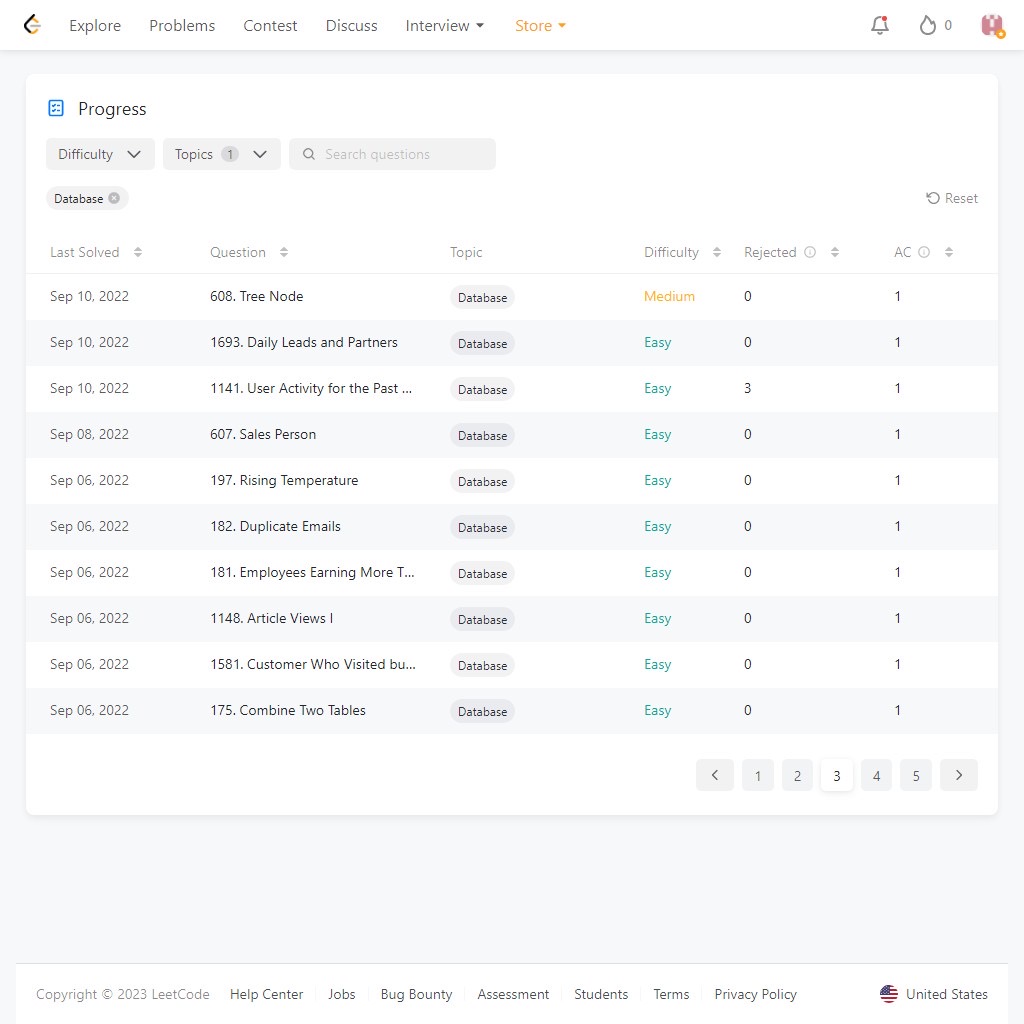 Explore Problems Contest Discuss Interview Store 0
Progress
Difficulty Topics 1 Search questions
Database Reset
Last Solved Question Topic Difficulty Rejected AC
Sep 10, 2022 608. Tree Node Database Medium 0 1
Sep 10, 2022 1693. Daily Leads and Partners Database Easy 0 1
Sep 10, 2022 1141. User Activity for the Past ... Database Easy 3 1
Sep 08, 2022 607. Sales Person Database Easy 0 1
Sep 06, 2022 197. Rising Temperature Database Easy 0 1
Sep 06, 2022 182. Duplicate Emails Database Easy 0 1
Sep 06, 2022 181. Employees Earning More T... Database Easy 0 1
Sep 06, 2022 1148. Article Views I Database Easy 0 1
Sep 06, 2022 1581. Customer Who Visited bu... Database Easy 0 1
Sep 06, 2022 175. Combine Two Tables Database Easy 0 1
1 2 3 4 5
Copyright © 2023 LeetCode Help Center Jobs Bug Bounty Assessment Students Terms Privacy Policy United States